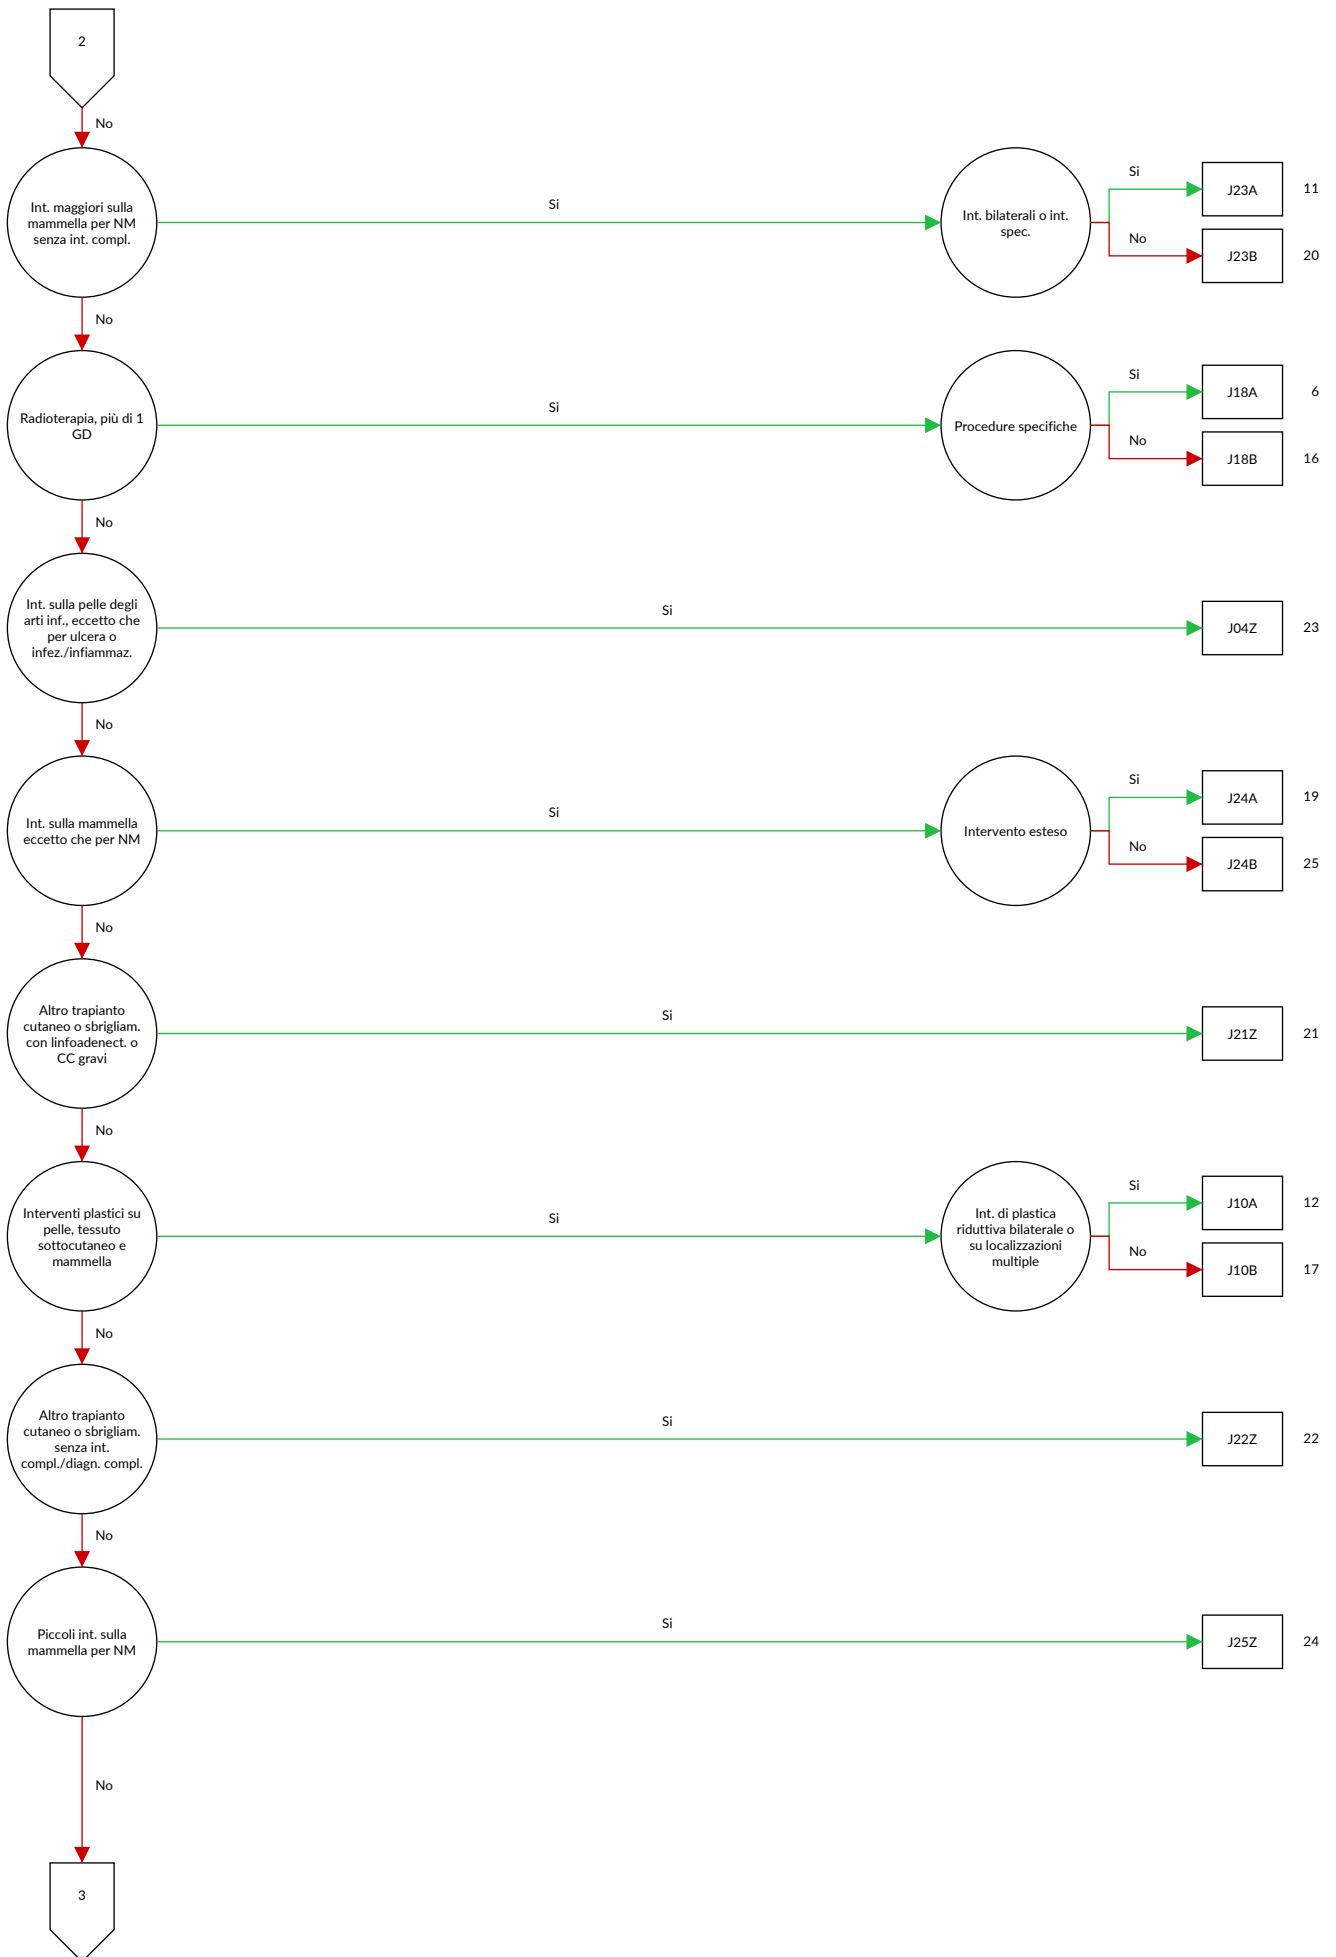 2
No
Int. maggiori sulla
mammella per NM
senza int. compl.
Si
Int. bilaterali o int.
spec.
Si
J23A
11
No
J23B
20
No
Radioterapia, più di 1
GD
Si
Procedure specifiche
Si
J18A
6
No
J18B
16
No
Int. sulla pelle degli
arti inf., eccetto che
per ulcera o
infez./infiammaz.
Si
J04Z
23
No
Int. sulla mammella
eccetto che per NM
Si
Intervento esteso
Si
J24A
19
No
J24B
25
No
Altro trapianto
cutaneo o sbrigliam.
con linfoadenect. o
CC gravi
Si
J21Z
21
No
Interventi plastici su
pelle, tessuto
sottocutaneo e
mammella
Si
Int. di plastica
riduttiva bilaterale o
su localizzazioni
multiple
Si
J10A
12
No
J10B
17
No
Altro trapianto
cutaneo o sbrigliam.
senza int.
compl./diagn. compl.
Si
J22Z
22
No
Piccoli int. sulla
mammella per NM
Si
J25Z
24
No
3